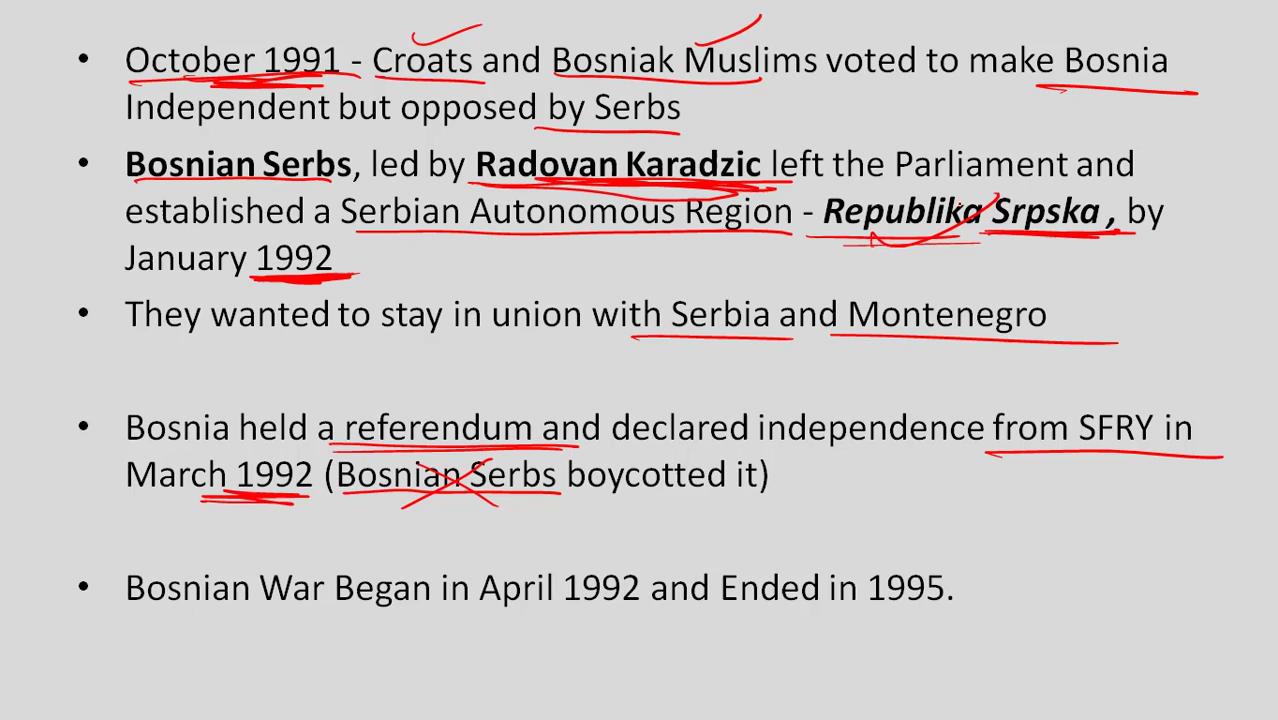 • October 1991 - Croats and Bosniak Muslims voted to make Bosnia
Independent but opposed by Serbs
• Bosnian Serbs, led by Radovan Karadzic left the Parliament and
established a Serbian Autonomous Region - Republika Srpska , by
January 1992
• They wanted to stay in union with Serbia and Montenegro
• Bosnia held a referendum and declared independence from SFRY in
March 1992 (Bosnian Serbs boycotted it)
• Bosnian War Began in April 1992 and Ended in 1995.